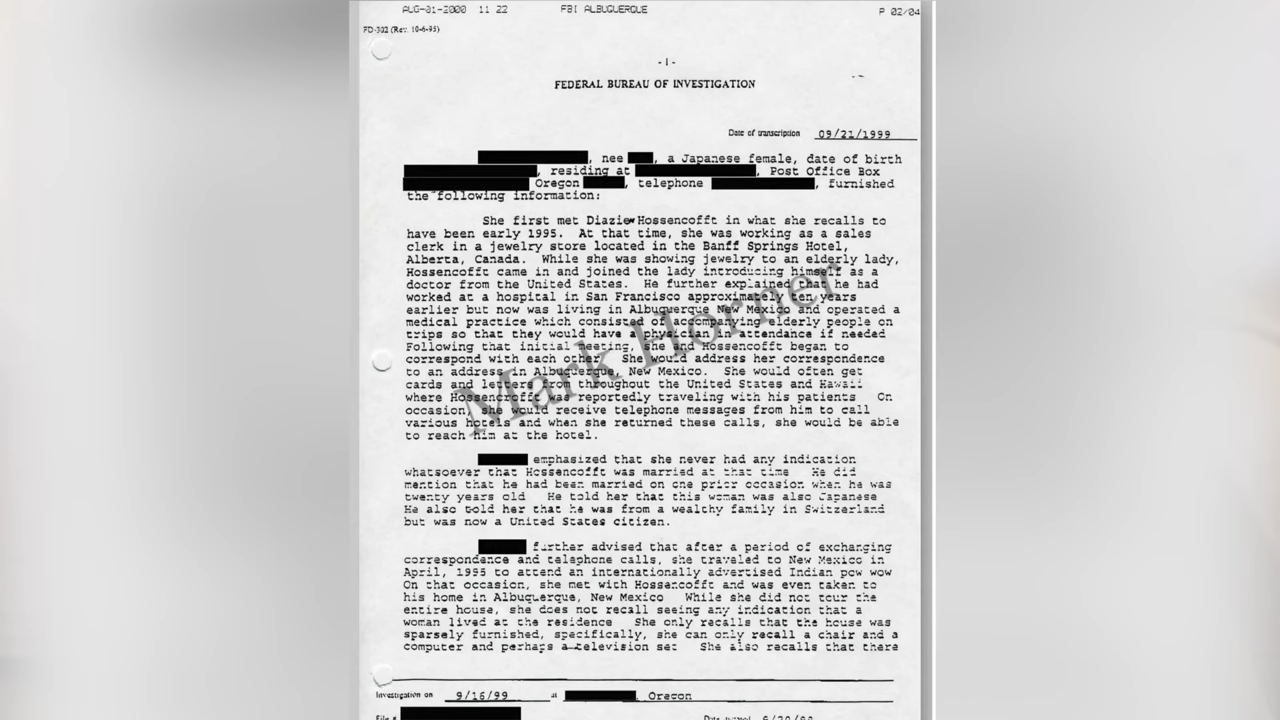 AUG-01-2000 11 22 FBI ALBUQUERQUE P 02/04
FD-302 (Rev. 10-6-95)
- 1 -
FEDERAL BUREAU OF INVESTIGATION
Date of transcription 09/21/1999
, nee , a Japanese female, date of birth
, residing at , Post Office Box
Oregon , telephone , furnished
the following information:
She first met Diazien Hossencofft in what she recalls to
have been early 1995. At that time, she was working as a sales
clerk in a jewelry store located in the Banff Springs Hotel,
Alberta, Canada. While she was showing jewelry to an elderly lady,
Hossencofft came in and joined the lady introducing himself as a
doctor from the United States. He further explained that he had
worked at a hospital in San Francisco approximately ten years
earlier but now was living in Albuquerque New Mexico and operated a
medical practice which consisted of accompanying elderly people on
trips so that they would have a physician in attendance if needed
Following that initial meeting, she and Hossencofft began to
correspond with each other She would address her correspondence
to an address in Albuquerque, New Mexico. She would often get
cards and letters from throughout the United States and Hawaii
where Hossencrofft was reportedly traveling with his patients On
occasion, she would receive telephone messages from him to call
various hotels and when she returned these calls, she would be able
to reach him at the hotel.
Mark Horner
emphasized that she never had any indication
whatsoever that Hossencofft was married at that time He did
mention that he had been married on one prior occasion when he was
twenty years old He told her that this woman was also Japanese
He also told her that he was from a wealthy family in Switzerland
but was now a United States citizen.
further advised that after a period of exchanging
correspondence and telephone calls, she traveled to New Mexico in
April, 1995 to attend an internationally advertised Indian pow wow
On that occasion, she met with Hossencofft and was even taken to
his home in Albuquerque, New Mexico While she did not tour the
entire house, she does not recall seeing any indication that a
woman lived at the residence She only recalls that the house was
sparsely furnished, specifically, she can only recall a chair and a
computer and perhaps a television set She also recalls that there
Investigation on 9/16/99 at , Oregon
File #